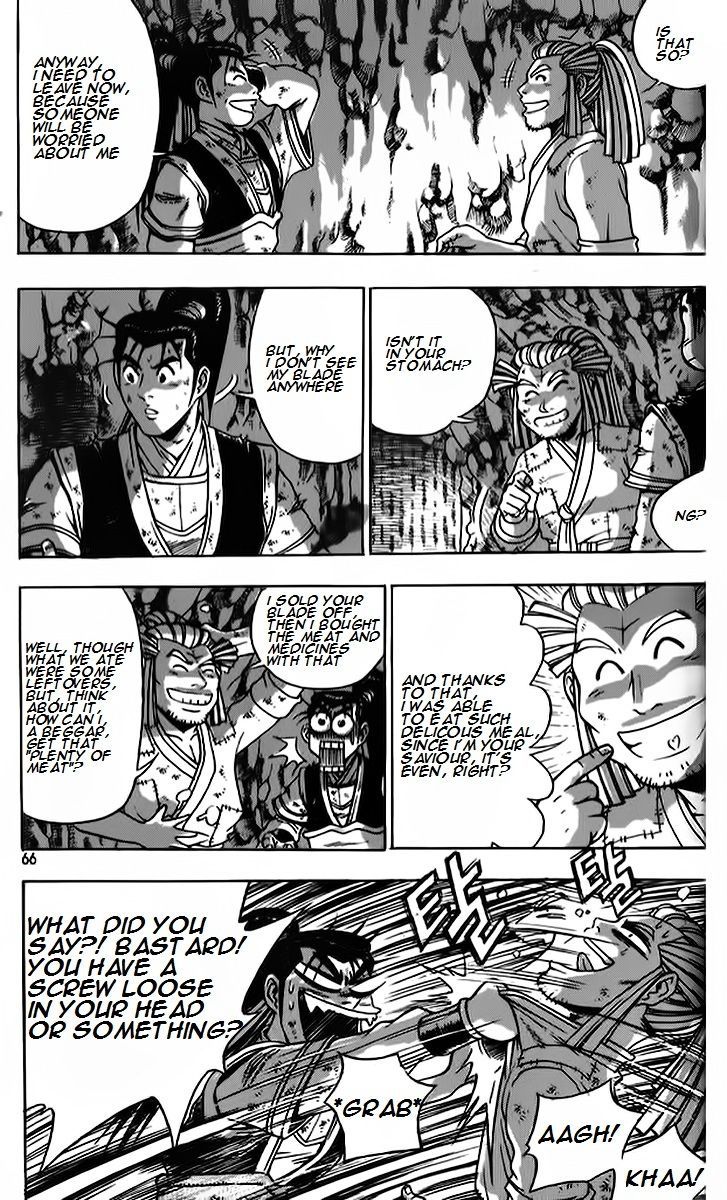 IS
THAT
SO?
ANYWAY,
I NEED TO
LEAVE NOW,
BECAUSE
SOMEONE
WILL BE
WORRIED
ABOUT ME
BUT, WHY
I DON'T SEE
MY BLADE
ANYWHERE
ISN'T IT
IN YOUR
STOMACH?
NG?
I SOLD YOUR
BLADE OFF,
THEN I BOUGHT
THE MEAT AND
MEDICINES
WITH THAT
WELL, THOUGH
WHAT WE ATE
WERE SOME
LEFTOVERS,
BUT, THINK
ABOUT IT,
HOW CAN I,
A BEGGAR,
GET THAT
"PLENTY OF
MEAT"?
AND THANKS
TO THAT,
I WAS ABLE
TO EAT SUCH
DELICOUS MEAL,
SINCE I'M YOUR
SAVIOUR, IT'S
EVEN, RIGHT?
66
WHAT DID YOU
SAY?! BASTARD!
YOU HAVE A
SCREW LOOSE
IN YOUR HEAD
OR SOMETHING?
탈
탈
*GRAB*
AAGH!
KHAA!